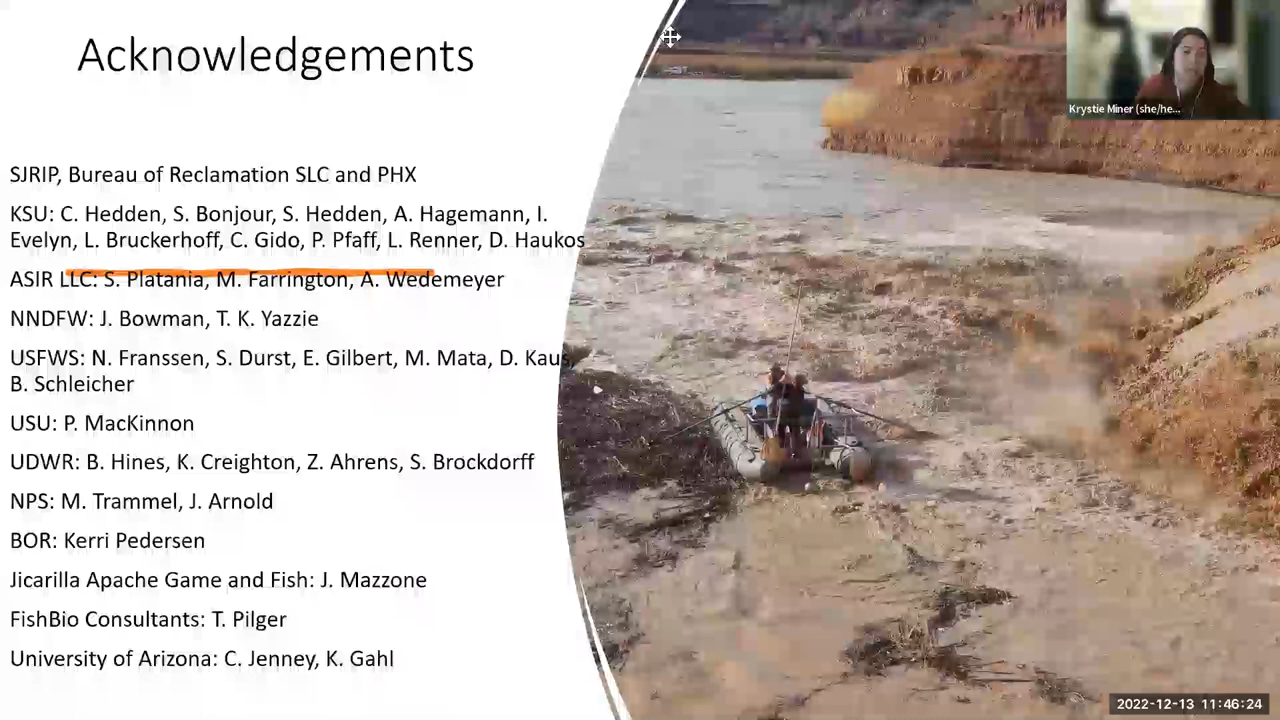 Acknowledgements
Krystie Miner (she/he...
SJRIP, Bureau of Reclamation SLC and PHX
KSU: C. Hedden, S. Bonjour, S. Hedden, A. Hagemann, I.
Evelyn, L. Bruckerhoff, C. Gido, P. Pfaff, L. Renner, D. Haukos
ASIR LLC: S. Platania, M. Farrington, A. Wedemeyer
NNDFW: J. Bowman, T. K. Yazzie
USFWS: N. Franssen, S. Durst, E. Gilbert, M. Mata, D. Kaus,
B. Schleicher
USU: P. MacKinnon
UDWR: B. Hines, K. Creighton, Z. Ahrens, S. Brockdorff
NPS: M. Trammel, J. Arnold
BOR: Kerri Pedersen
Jicarilla Apache Game and Fish: J. Mazzone
FishBio Consultants: T. Pilger
University of Arizona: C. Jenney, K. Gahl
2022-12-13 11:46:24